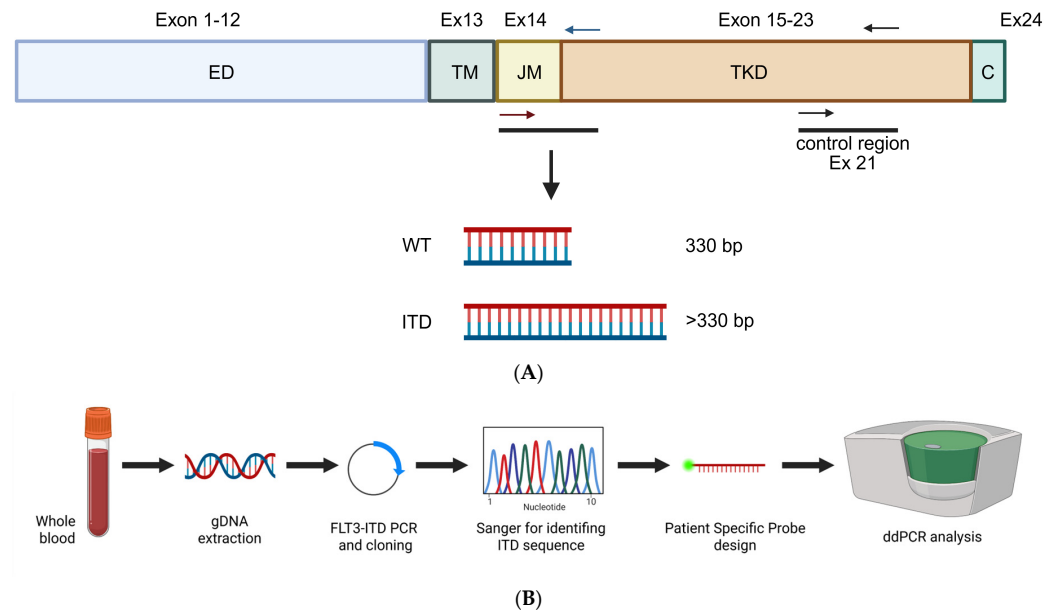 Exon 1-12 Ex13 Ex14 Exon 15-23 Ex24
ED TM JM TKD C
control region
Ex 21
WT 330 bp
ITD >330 bp
(A)
1 10
Nucleotide
Whole
blood
gDNA
extraction
FLT3-ITD PCR
and cloning
Sanger for identifing
ITD sequence
Patient Specific Probe
design
ddPCR analysis
(B)